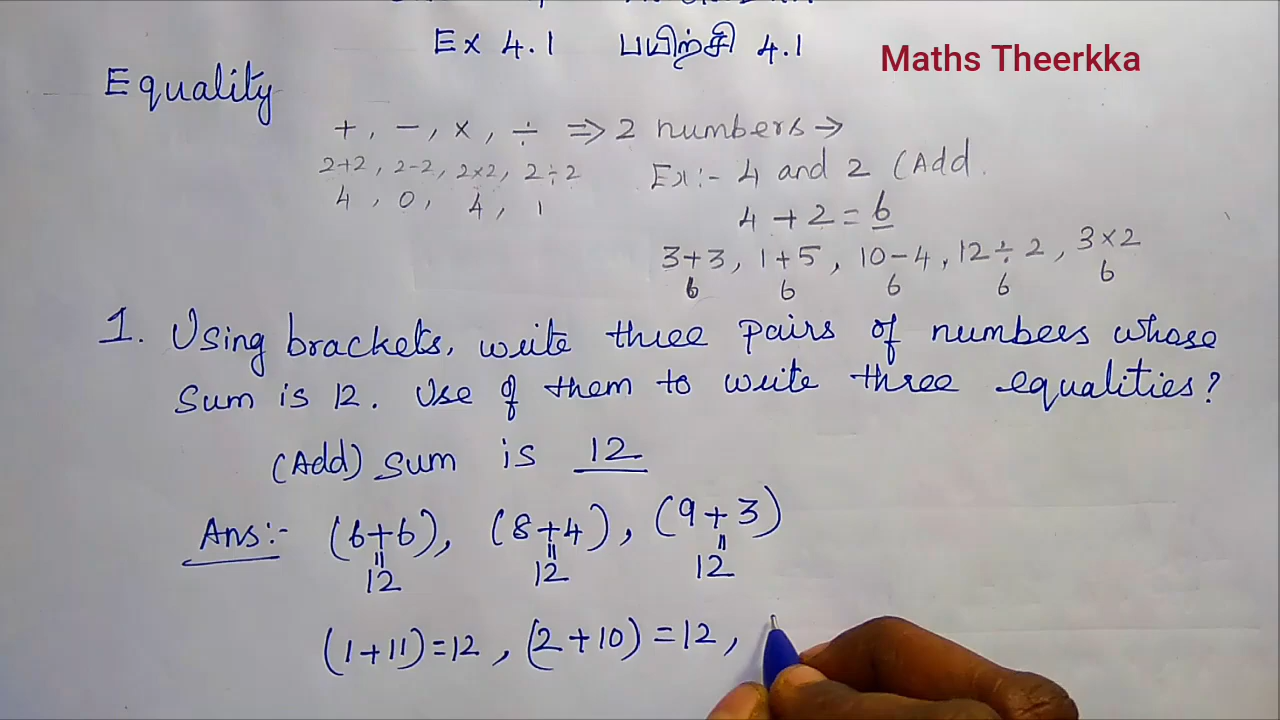 Ex 4.1 பயிற்சி 4.1
Maths Theerkka
Equality
+, -, ×, ÷ => 2 numbers →
2+2, 2-2, 2×2, 2÷2
4, 0, 4, 1
Ex:- 4 and 2 (Add.
4 + 2 = 6
3+3, 1+5, 10-4, 12÷2, 3×2
6 6 6 6 6
1. Using brackets, write three pairs of numbers whose
Sum is 12. Use of them to write three equalities?
(Add) sum is 12
Ans:- (6+6), (8+4), (9+3)
= = =
12 12 12
(1+11)=12, (2+10)=12,